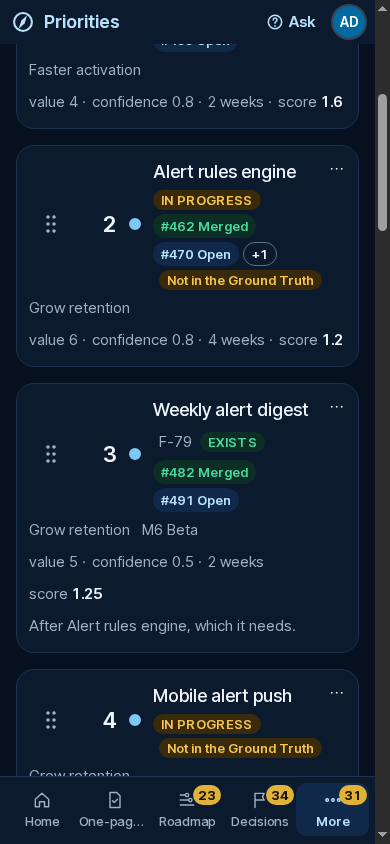 Priorities
Ask
AD
Faster activation
value 4 · confidence 0.8 · 2 weeks · score 1.6
Alert rules engine
...
2
IN PROGRESS
#462 Merged
#470 Open +1
Not in the Ground Truth
Grow retention
value 6 · confidence 0.8 · 4 weeks · score 1.2
Weekly alert digest
...
3
F-79 EXISTS
#482 Merged
#491 Open
Grow retention M6 Beta
value 5 · confidence 0.5 · 2 weeks
score 1.25
After Alert rules engine, which it needs.
Mobile alert push
...
4
IN PROGRESS
Not in the Ground Truth
23 34 31
Home One-pag… Roadmap Decisions More